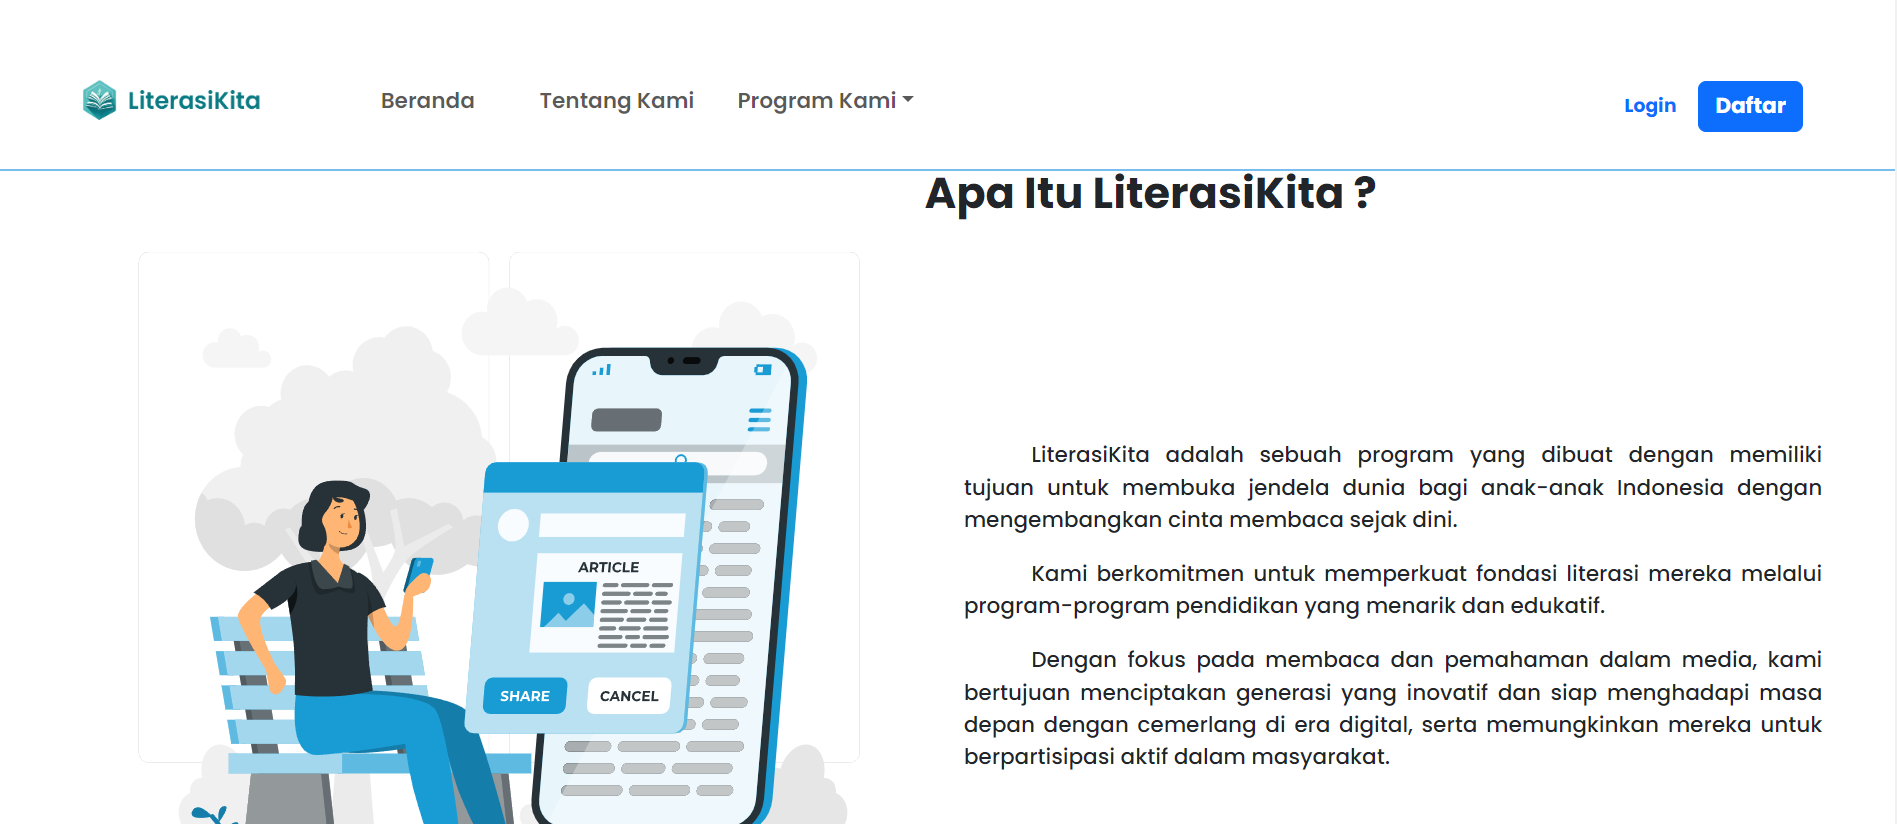 LiterasiKita
Beranda
Tentang Kami
Program Kami
Login
Daftar
Apa Itu LiterasiKita ?
ARTICLE
SHARE
CANCEL
LiterasiKita adalah sebuah program yang dibuat dengan memiliki
tujuan untuk membuka jendela dunia bagi anak-anak Indonesia dengan
mengembangkan cinta membaca sejak dini.
Kami berkomitmen untuk memperkuat fondasi literasi mereka melalui
program-program pendidikan yang menarik dan edukatif.
Dengan fokus pada membaca dan pemahaman dalam media, kami
bertujuan menciptakan generasi yang inovatif dan siap menghadapi masa
depan dengan cemerlang di era digital, serta memungkinkan mereka untuk
berpartisipasi aktif dalam masyarakat.